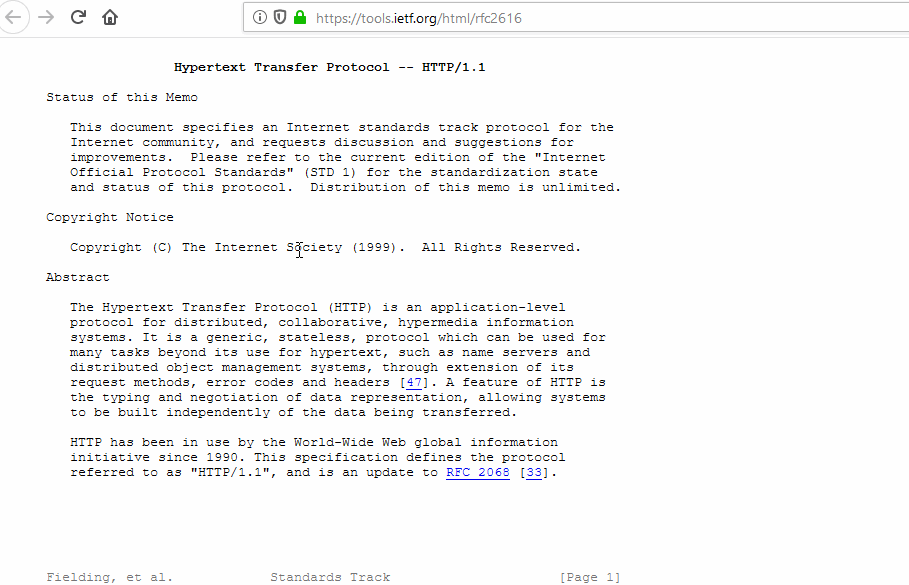 https://tools.ietf.org/html/rfc2616
Hypertext Transfer Protocol -- HTTP/1.1
Status of this Memo
This document specifies an Internet standards track protocol for the
Internet community, and requests discussion and suggestions for
improvements.  Please refer to the current edition of the "Internet
Official Protocol Standards" (STD 1) for the standardization state
and status of this protocol.  Distribution of this memo is unlimited.
Copyright Notice
Copyright (C) The Internet Society (1999).  All Rights Reserved.
Abstract
The Hypertext Transfer Protocol (HTTP) is an application-level
protocol for distributed, collaborative, hypermedia information
systems. It is a generic, stateless, protocol which can be used for
many tasks beyond its use for hypertext, such as name servers and
distributed object management systems, through extension of its
request methods, error codes and headers [47]. A feature of HTTP is
the typing and negotiation of data representation, allowing systems
to be built independently of the data being transferred.
HTTP has been in use by the World-Wide Web global information
initiative since 1990. This specification defines the protocol
referred to as "HTTP/1.1", and is an update to RFC 2068 [33].
Fielding, et al. Standards Track [Page 1]